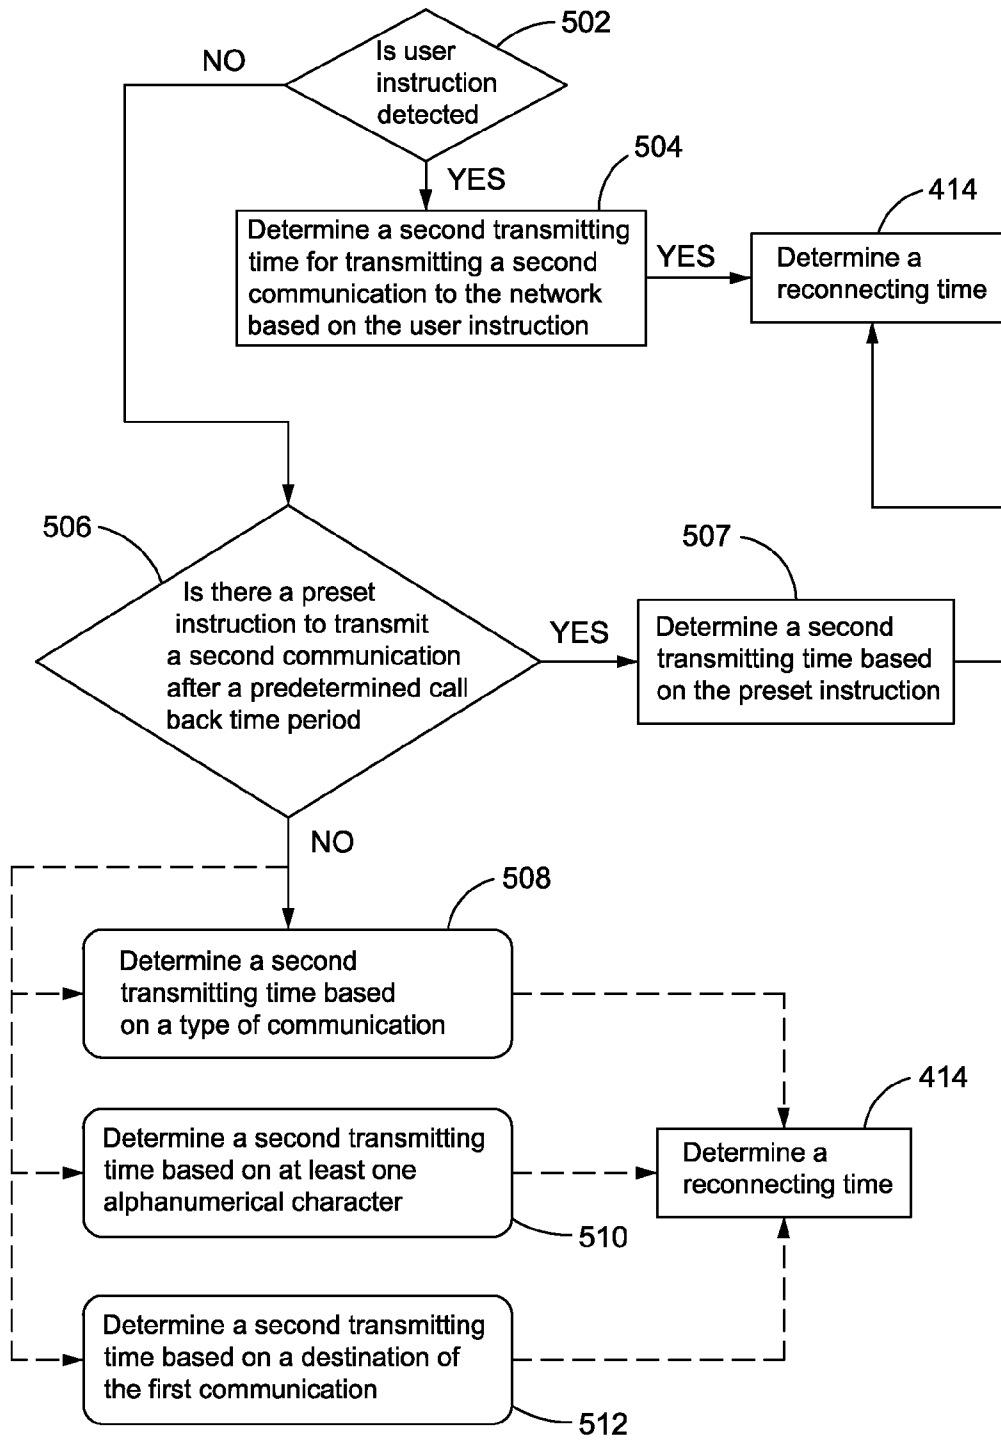 502
Is user
instruction
detected
NO
YES
504
Determine a second transmitting
time for transmitting a second
communication to the network
based on the user instruction
YES
414
Determine a
reconnecting time
506
Is there a preset
instruction to transmit
a second communication
after a predetermined call
back time period
YES
507
Determine a second
transmitting time based
on the preset instruction
NO
508
Determine a second
transmitting time based
on a type of communication
414
Determine a
reconnecting time
Determine a second transmitting
time based on at least one
alphanumerical character
510
Determine a second transmitting
time based on a destination of
the first communication
512